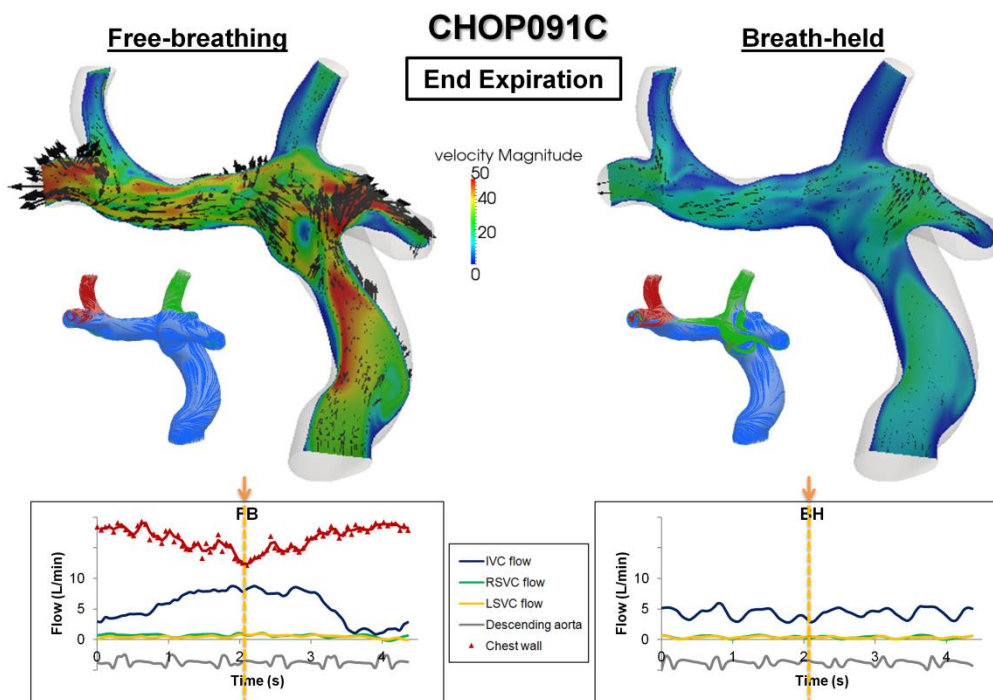 CHOP091C
Free-breathing
Breath-held
End Expiration
velocity Magnitude
50
40
20
0
FB
Flow (L/min)
10
5
0
0 1 2 3 4
Time (s)
IVC flow
RSVC flow
LSVC flow
Descending aorta
Chest wall
BH
Flow (L/min)
10
5
0
0 1 2 3 4
Time (s)